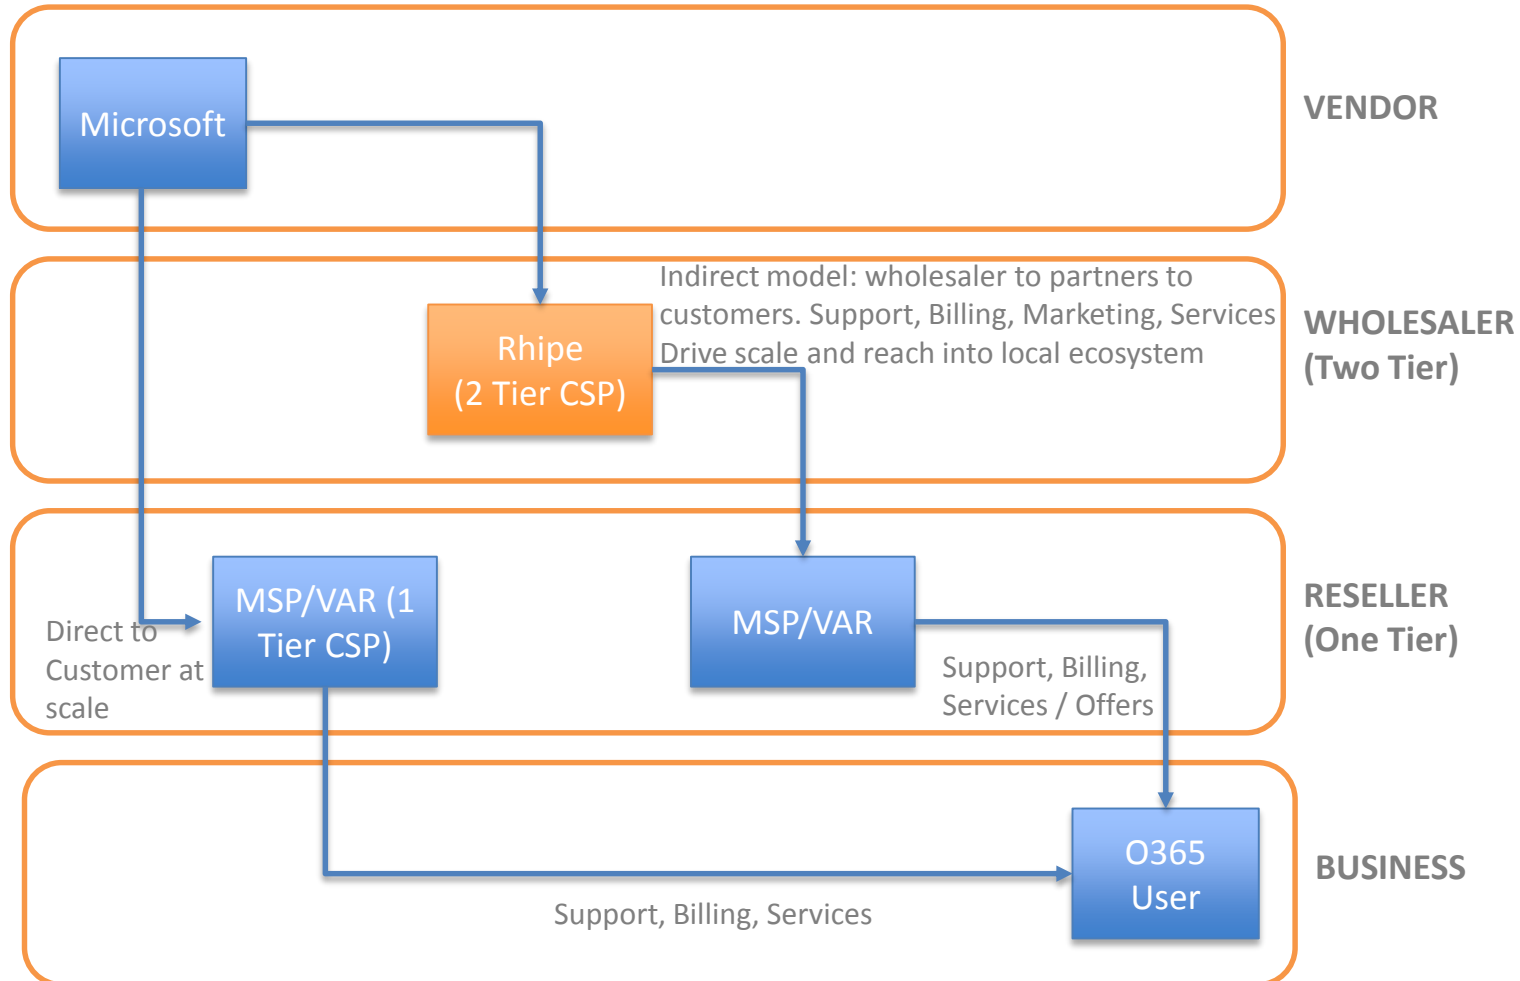 Microsoft
VENDOR
Indirect model: wholesaler to partners to
customers. Support, Billing, Marketing, Services
Drive scale and reach into local ecosystem
Rhipe
(2 Tier CSP)
WHOLESALER
(Two Tier)
Direct to
Customer at
scale
MSP/VAR (1
Tier CSP)
MSP/VAR
Support, Billing,
Services / Offers
RESELLER
(One Tier)
O365
User
Support, Billing, Services
BUSINESS